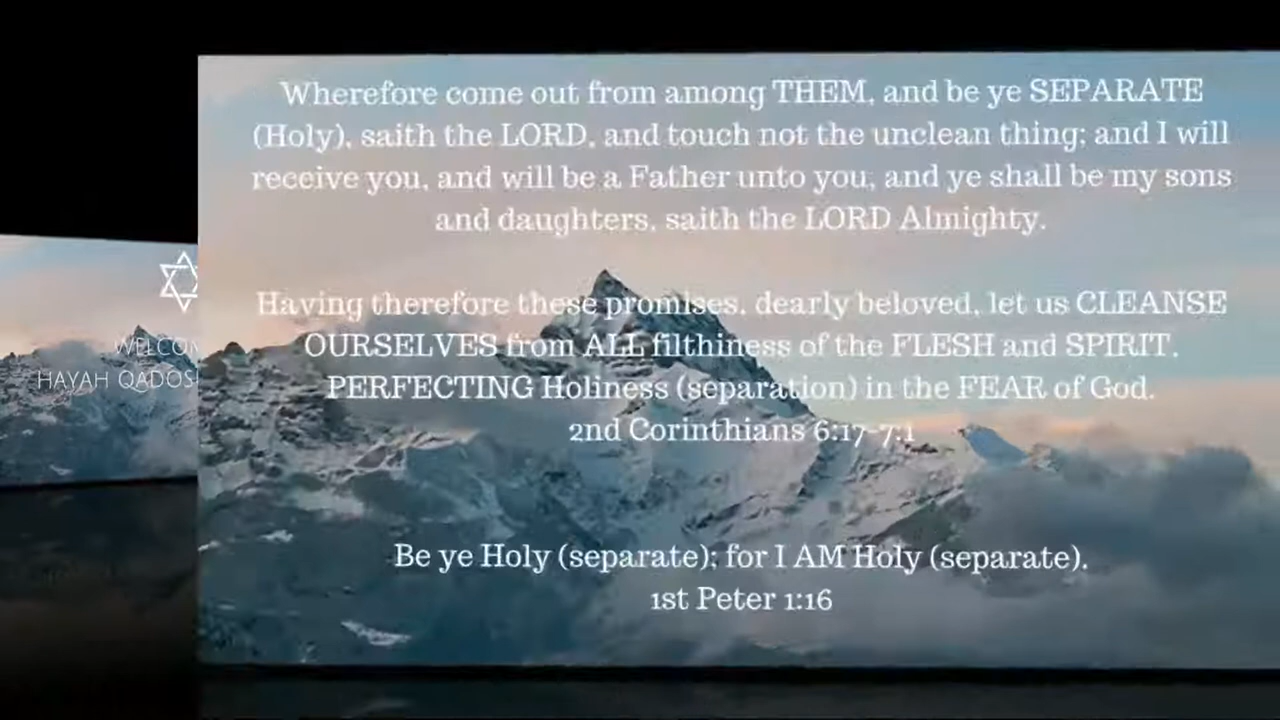 Wherefore come out from among THEM, and be ye SEPARATE
(Holy), saith the LORD, and touch not the unclean thing; and I will
receive you, and will be a Father unto you, and ye shall be my sons
and daughters, saith the LORD Almighty.
Having therefore these promises, dearly beloved, let us CLEANSE
OURSELVES from ALL filthiness of the FLESH and SPIRIT,
PERFECTING Holiness (separation) in the FEAR of God.
2nd Corinthians 6:17-7:1
Be ye Holy (separate); for I AM Holy (separate).
1st Peter 1:16
HAYAH